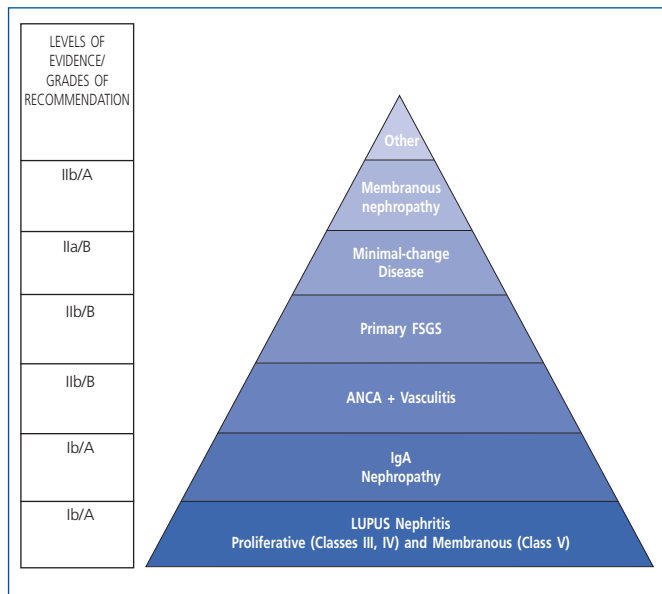 LEVELS OF
EVIDENCE/
GRADES OF
RECOMMENDATION
Other
IIb/A
Membranous
nephropathy
IIa/B
Minimal-change
Disease
IIb/B
Primary FSGS
IIb/B
ANCA + Vasculitis
Ib/A
IgA
Nephropathy
Ib/A
LUPUS Nephritis
Proliferative (Classes III, IV) and Membranous (Class V)